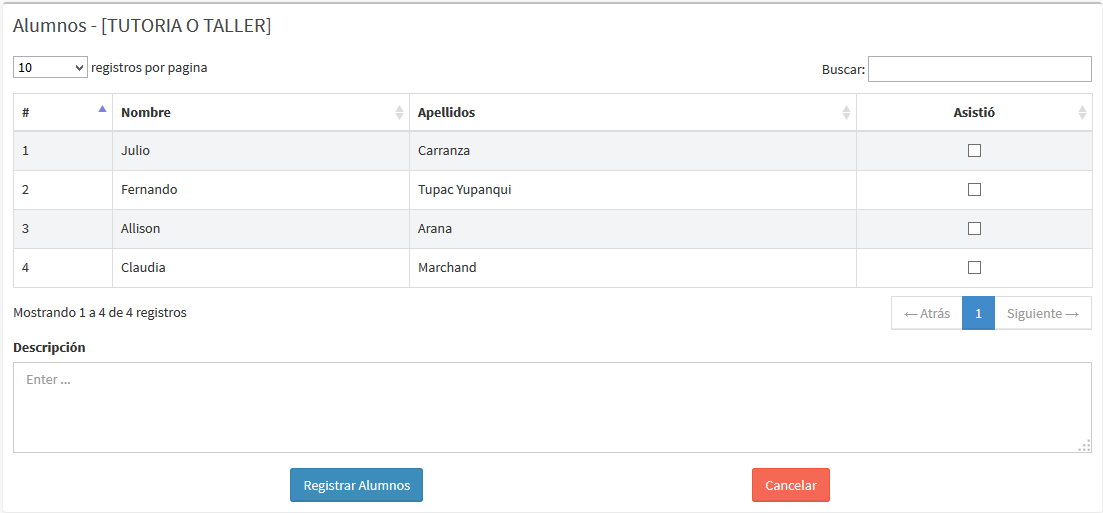 Alumnos - [TUTORIA O TALLER]
10 registros por pagina Buscar:
# Nombre Apellidos Asistió
1 Julio Carranza
2 Fernando Tupac Yupanqui
3 Allison Arana
4 Claudia Marchand
Mostrando 1 a 4 de 4 registros ← Atrás 1 Siguiente →
Descripción
Enter ...
Registrar Alumnos Cancelar